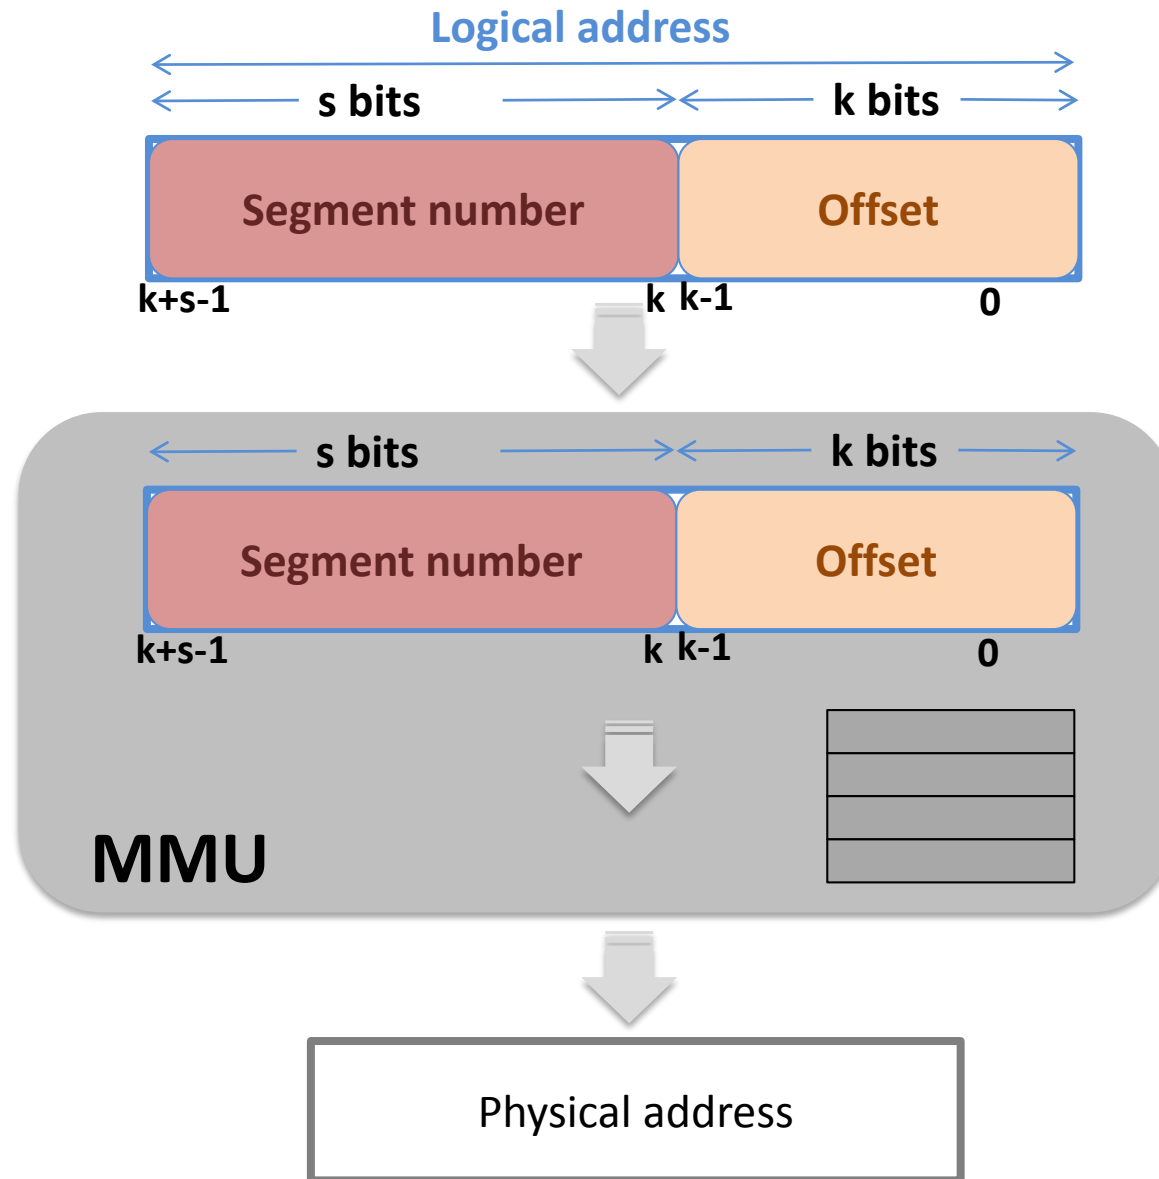 Logical address
s bits k bits
Segment number Offset
k+s-1 k k-1 0
s bits k bits
Segment number Offset
k+s-1 k k-1 0
MMU
Physical address